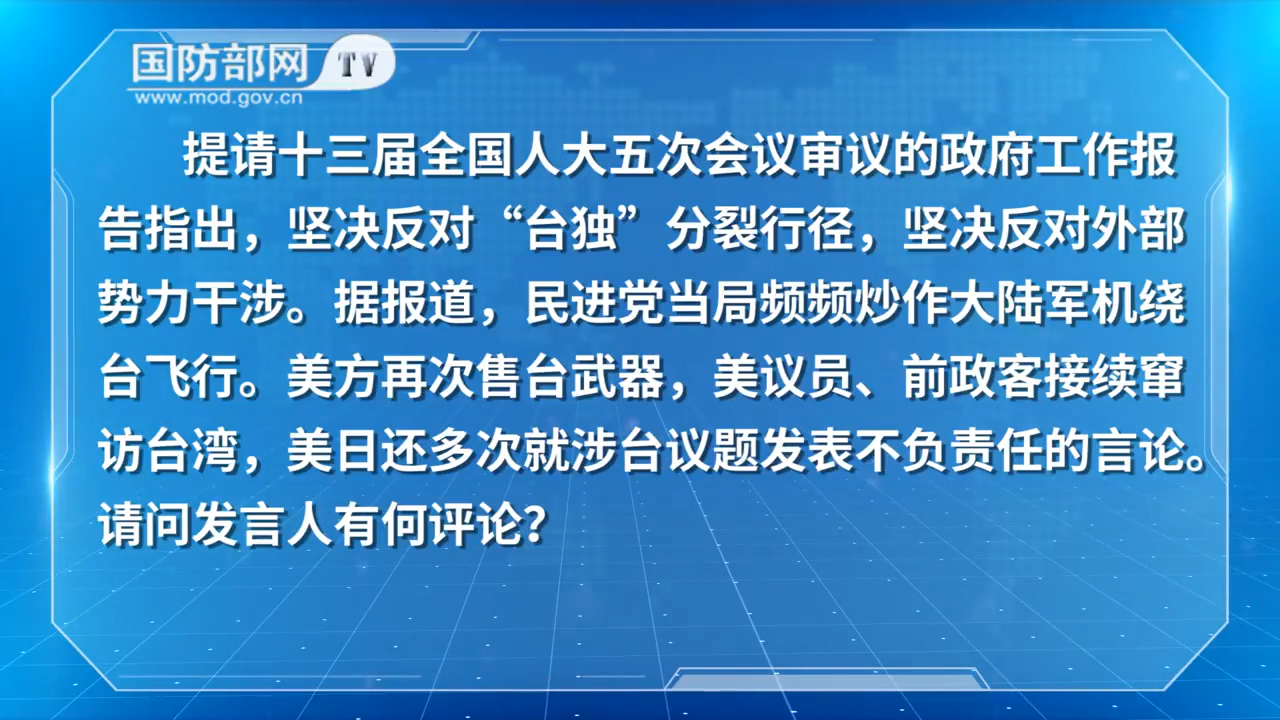 国防部网 TV
www.mod.gov.cn
提请十三届全国人大五次会议审议的政府工作报
告指出，坚决反对“台独”分裂行径，坚决反对外部
势力干涉。据报道，民进党当局频频炒作大陆军机绕
台飞行。美方再次售台武器，美议员、前政客接续窜
访台湾，美日还多次就涉台议题发表不负责任的言论。
请问发言人有何评论？